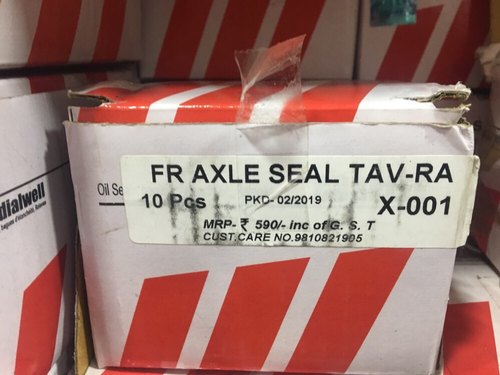 FR AXLE SEAL TAV-RA
10 Pcs PKD- 02/2019 X-001
MRP- ₹ 590/- inc of G. S. T
CUST.CARE NO.9810821905
Oil Se
dialwell